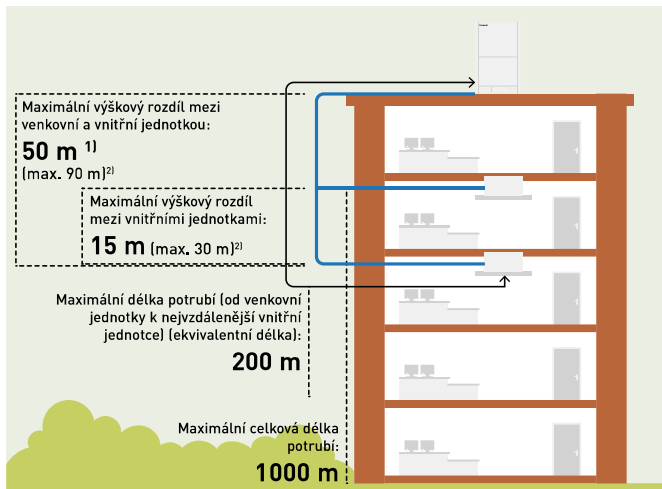 Maximální výškový rozdíl mezi
venkovní a vnitřní jednotkou:
50 m 1)
(max. 90 m)2)
Maximální výškový rozdíl
mezi vnitřními jednotkami:
15 m (max. 30 m)2)
Maximální délka potrubí (od venkovní
jednotky k nejvzdálenější vnitřní
jednotce) (ekvivalentní délka):
200 m
Maximální celková délka
potrubí:
1000 m